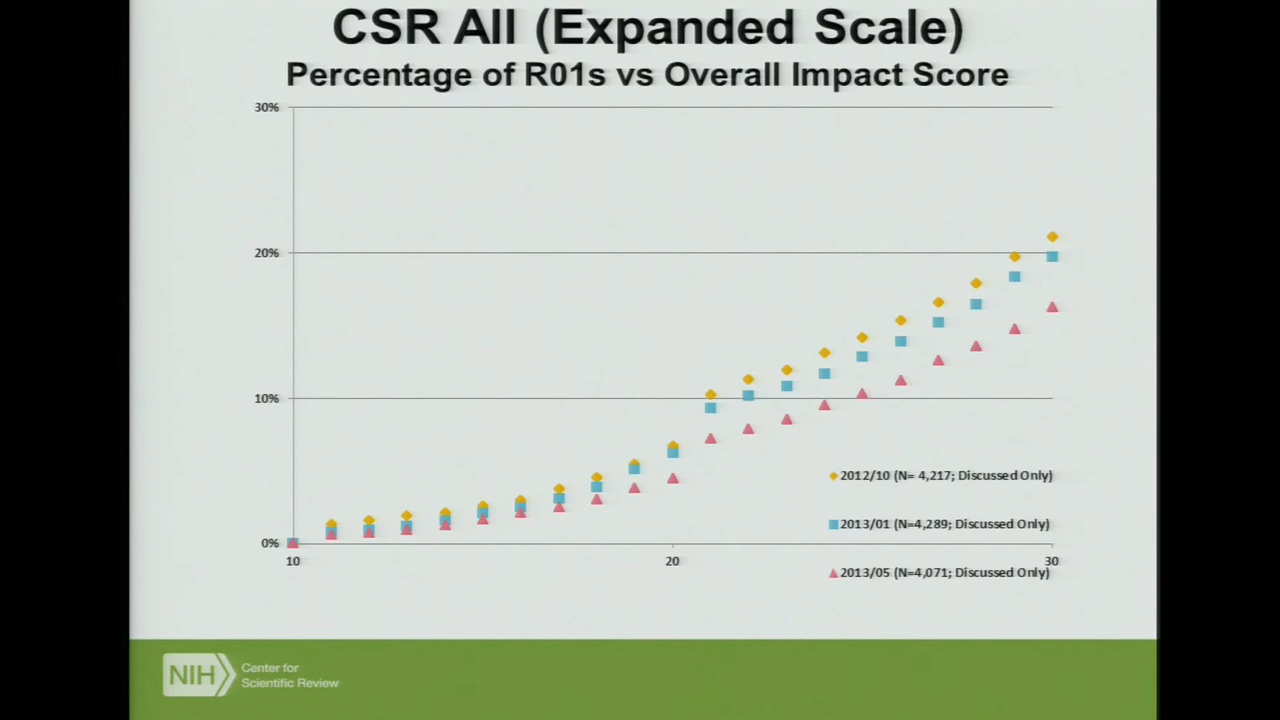 CSR All (Expanded Scale)
Percentage of R01s vs Overall Impact Score
30%
20%
10%
0%
10
20
30
2012/10 (N= 4,217; Discussed Only)
2013/01 (N=4,289; Discussed Only)
2013/05 (N=4,071; Discussed Only)
NIH
Center for
Scientific Review